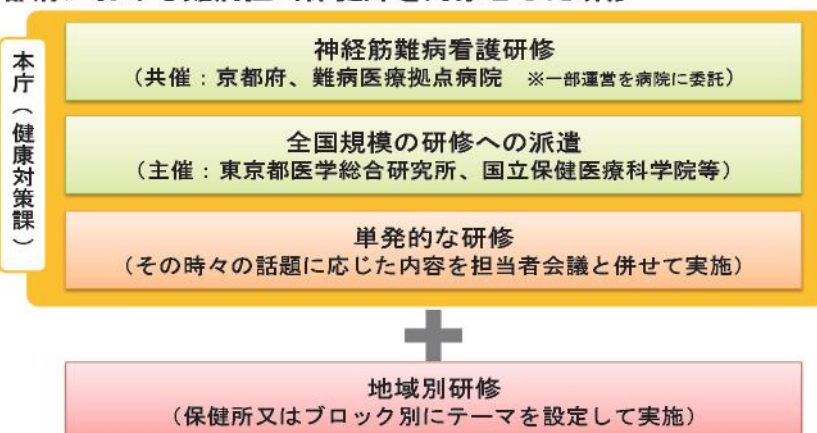 本庁（健康対策課）
神経筋難病看護研修
（共催：京都府、難病医療拠点病院　※一部運営を病院に委託）
全国規模の研修への派遣
（主催：東京都医学総合研究所、国立保健医療科学院等）
単発的な研修
（その時々の話題に応じた内容を担当者会議と併せて実施）
地域別研修
（保健所又はブロック別にテーマを設定して実施）